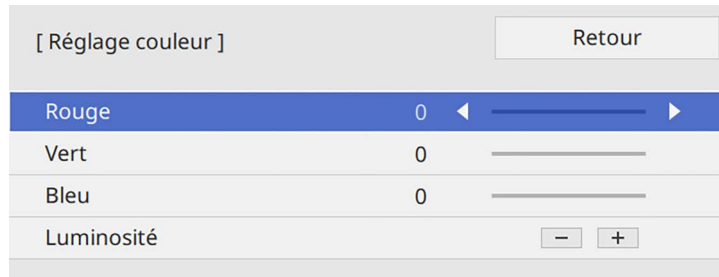 [ Réglage couleur ]
Retour
Rouge 0
Vert 0
Bleu 0
Luminosité − +